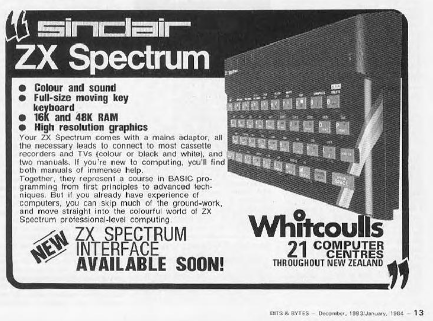 sinclair
ZX Spectrum
● Colour and sound
● Full-size moving key
keyboard
● 16K and 48K RAM
● High resolution graphics
Your ZX Spectrum comes with a mains adaptor, all
the necessary leads to connect to most cassette
recorders and TVs (colour or black and white), and
two manuals. If you're new to computing, you'll find
both manuals of immense help.
Together, they represent a course in BASIC pro-
gramming from first principles to advanced tech-
niques. But if you already have experience of
computers, you can skip much of the ground-work,
and move straight into the colourful world of ZX
Spectrum professional-level computing.
NEW ZX SPECTRUM
INTERFACE
AVAILABLE SOON!
Whitcoulls
21 COMPUTER
CENTRES
THROUGHOUT NEW ZEALAND
BITS & BYTES – December, 1983/January, 1984 – 13